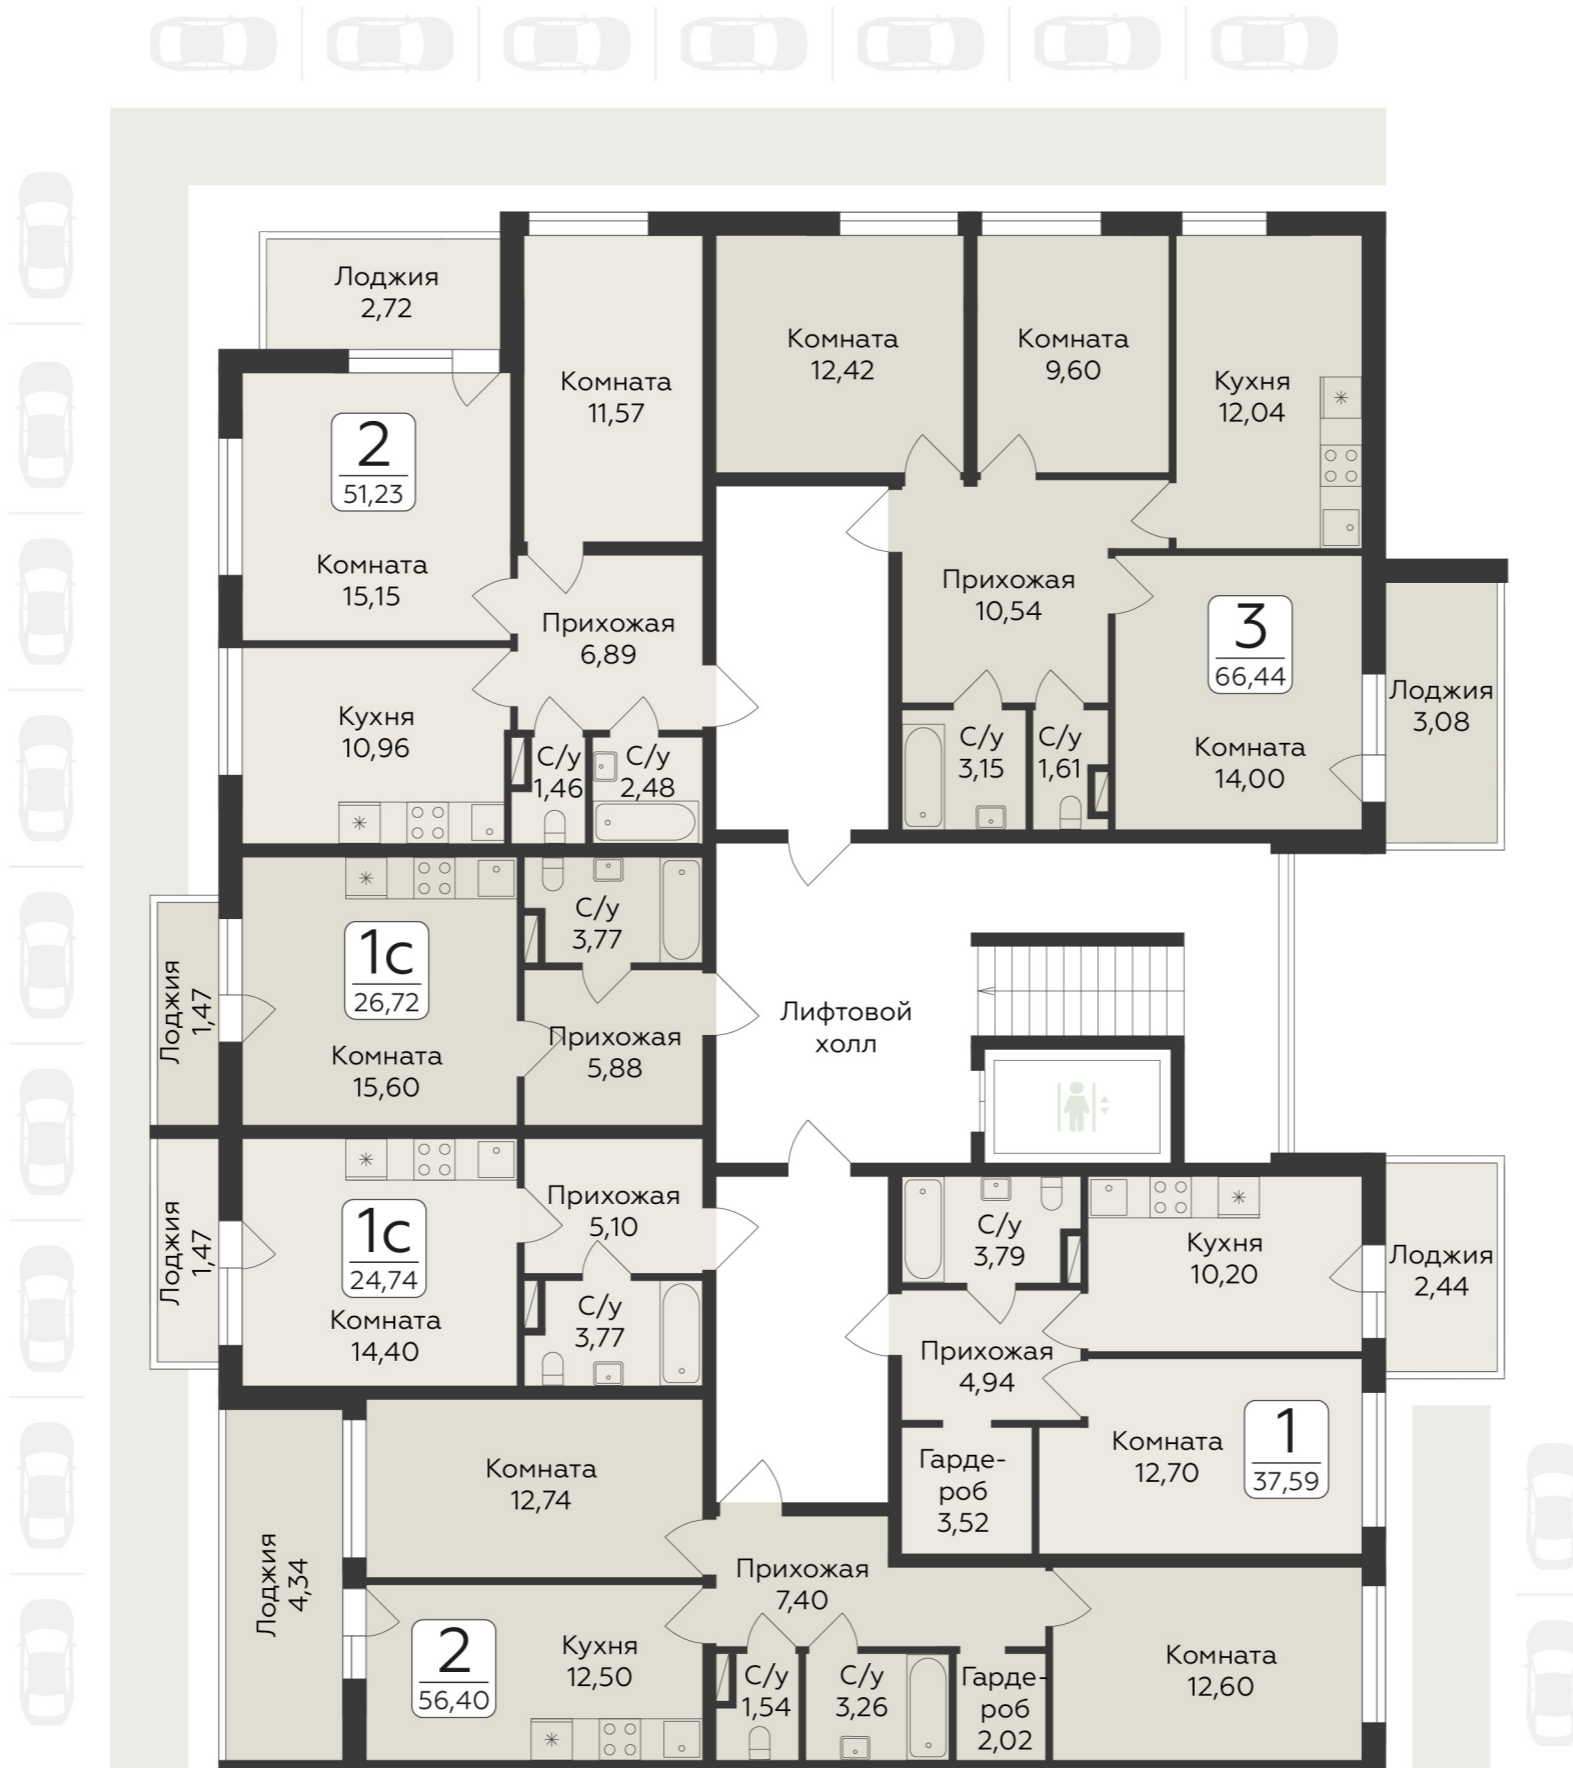 Лоджия
2,72
Комната
11,57
Комната
12,42
Комната
9,60
Кухня
12,04
2
51,23
Комната
15,15
Прихожая
6,89
Прихожая
10,54
3
66,44
Комната
14,00
Лоджия
3,08
Кухня
10,96
С/у
1,46
С/у
2,48
С/у
3,15
С/у
1,61
Лоджия
1,47
1с
26,72
Комната
15,60
С/у
3,77
Прихожая
5,88
Лифтовой
холл
Лоджия
1,47
1с
24,74
Комната
14,40
Прихожая
5,10
С/у
3,77
С/у
3,79
Кухня
10,20
Лоджия
2,44
Прихожая
4,94
Гарде-
роб
3,52
Комната
12,70
1
37,59
Лоджия
4,34
Комната
12,74
Прихожая
7,40
2
56,40
Кухня
12,50
С/у
1,54
С/у
3,26
Гарде-
роб
2,02
Комната
12,60